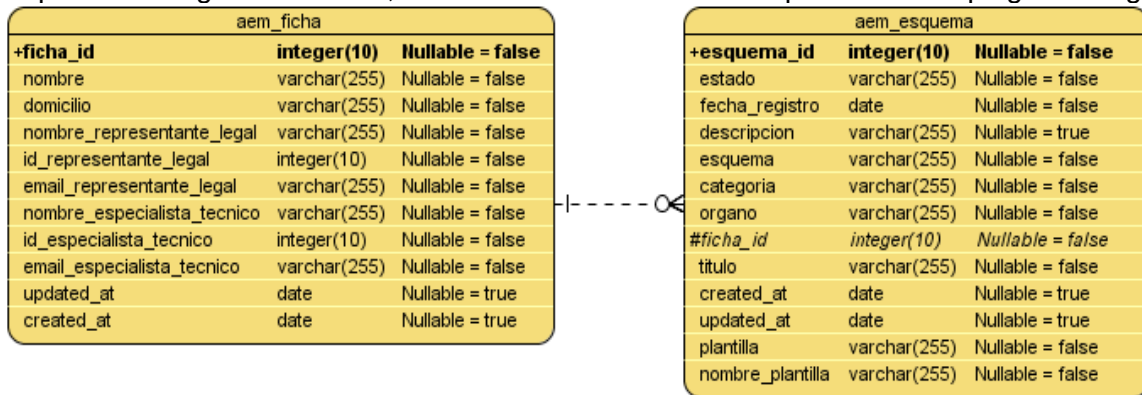 aem_ficha
+ficha_id integer(10) Nullable = false
nombre varchar(255) Nullable = false
domicilio varchar(255) Nullable = false
nombre_representante_legal varchar(255) Nullable = false
id_representante_legal integer(10) Nullable = false
email_representante_legal varchar(255) Nullable = false
nombre_especialista_tecnico varchar(255) Nullable = false
id_especialista_tecnico integer(10) Nullable = false
email_especialista_tecnico varchar(255) Nullable = false
updated_at date Nullable = true
created_at date Nullable = true
aem_esquema
+esquema_id integer(10) Nullable = false
estado varchar(255) Nullable = false
fecha_registro date Nullable = false
descripcion varchar(255) Nullable = true
esquema varchar(255) Nullable = false
categoria varchar(255) Nullable = false
organo varchar(255) Nullable = false
#ficha_id integer(10) Nullable = false
titulo varchar(255) Nullable = false
created_at date Nullable = true
updated_at date Nullable = true
plantilla varchar(255) Nullable = false
nombre_plantilla varchar(255) Nullable = false